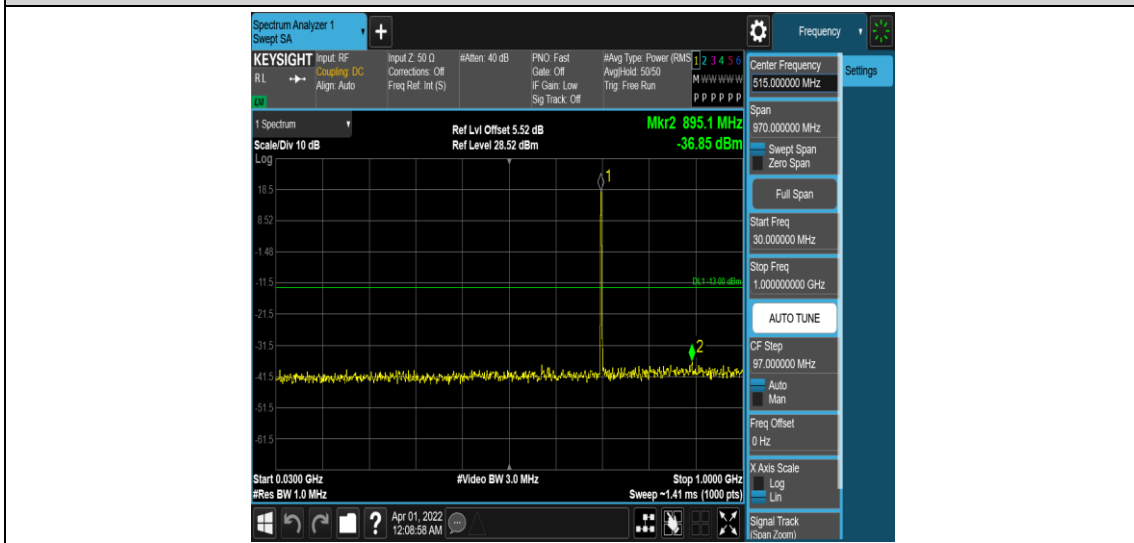 Spectrum Analyzer 1
Swept SA
+
Frequency
KEYSIGHT
RL
LXI
Input: RF
Coupling: DC
Align: Auto
Input Z: 50 Ω
Corrections: Off
Freq Ref: Int (S)
#Atten: 40 dB
PNO: Fast
Gate: Off
IF Gain: Low
Sig Track: Off
#Avg Type: Power (RMS
Avg|Hold: 50/50
Trig: Free Run
1 2 3 4 5 6
M W W W W W
P P P P P P
1 Spectrum
Scale/Div 10 dB
Log
Ref Lvl Offset 5.52 dB
Ref Level 28.52 dBm
Mkr2 895.1 MHz
-36.85 dBm
1
18.5
8.52
-1.48
-11.5
DL1 -13.00 dBm
-21.5
-31.5
2
-41.5
-51.5
-61.5
Start 0.0300 GHz
#Res BW 1.0 MHz
#Video BW 3.0 MHz
Stop 1.0000 GHz
Sweep ~1.41 ms (1000 pts)
?
Apr 01, 2022
12:08:58 AM
Center Frequency
515.000000 MHz
Settings
Span
970.000000 MHz
Swept Span
Zero Span
Full Span
Start Freq
30.000000 MHz
Stop Freq
1.000000000 GHz
AUTO TUNE
CF Step
97.000000 MHz
Auto
Man
Freq Offset
0 Hz
X Axis Scale
Log
Lin
Signal Track
(Span Zoom)